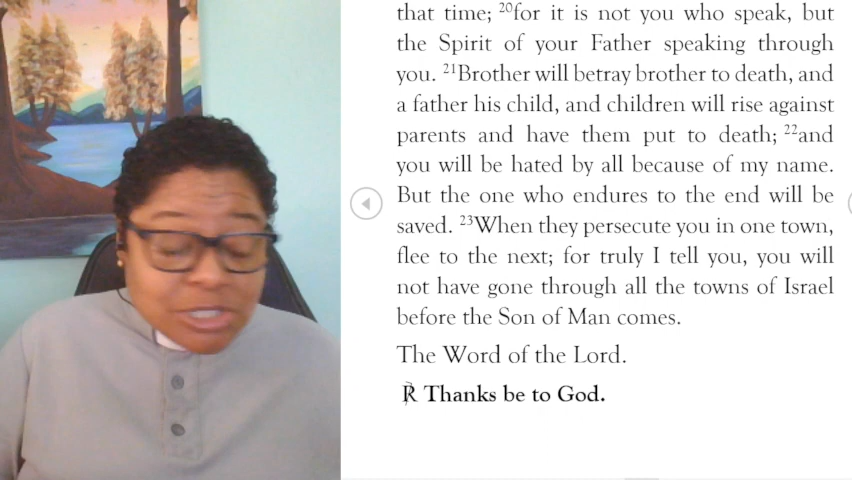 that time; ²⁰for it is not you who speak, but
the Spirit of your Father speaking through
you. ²¹Brother will betray brother to death, and
a father his child, and children will rise against
parents and have them put to death; ²²and
you will be hated by all because of my name.
But the one who endures to the end will be
saved. ²³When they persecute you in one town,
flee to the next; for truly I tell you, you will
not have gone through all the towns of Israel
before the Son of Man comes.
The Word of the Lord.
℟ Thanks be to God.